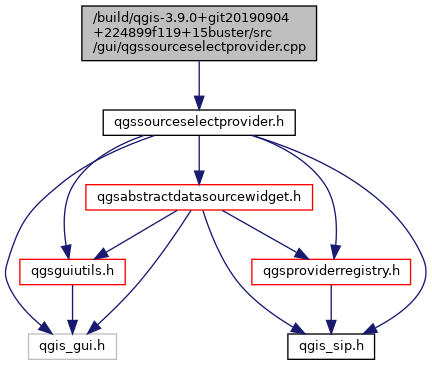 /build/qgis-3.9.0+git20190904
+224899f119+15buster/src
/gui/qgssourceselectprovider.cpp
qgssourceselectprovider.h
qgsabstractdatasourcewidget.h
qgsguiutils.h
qgsproviderregistry.h
qgis_gui.h
qgis_sip.h